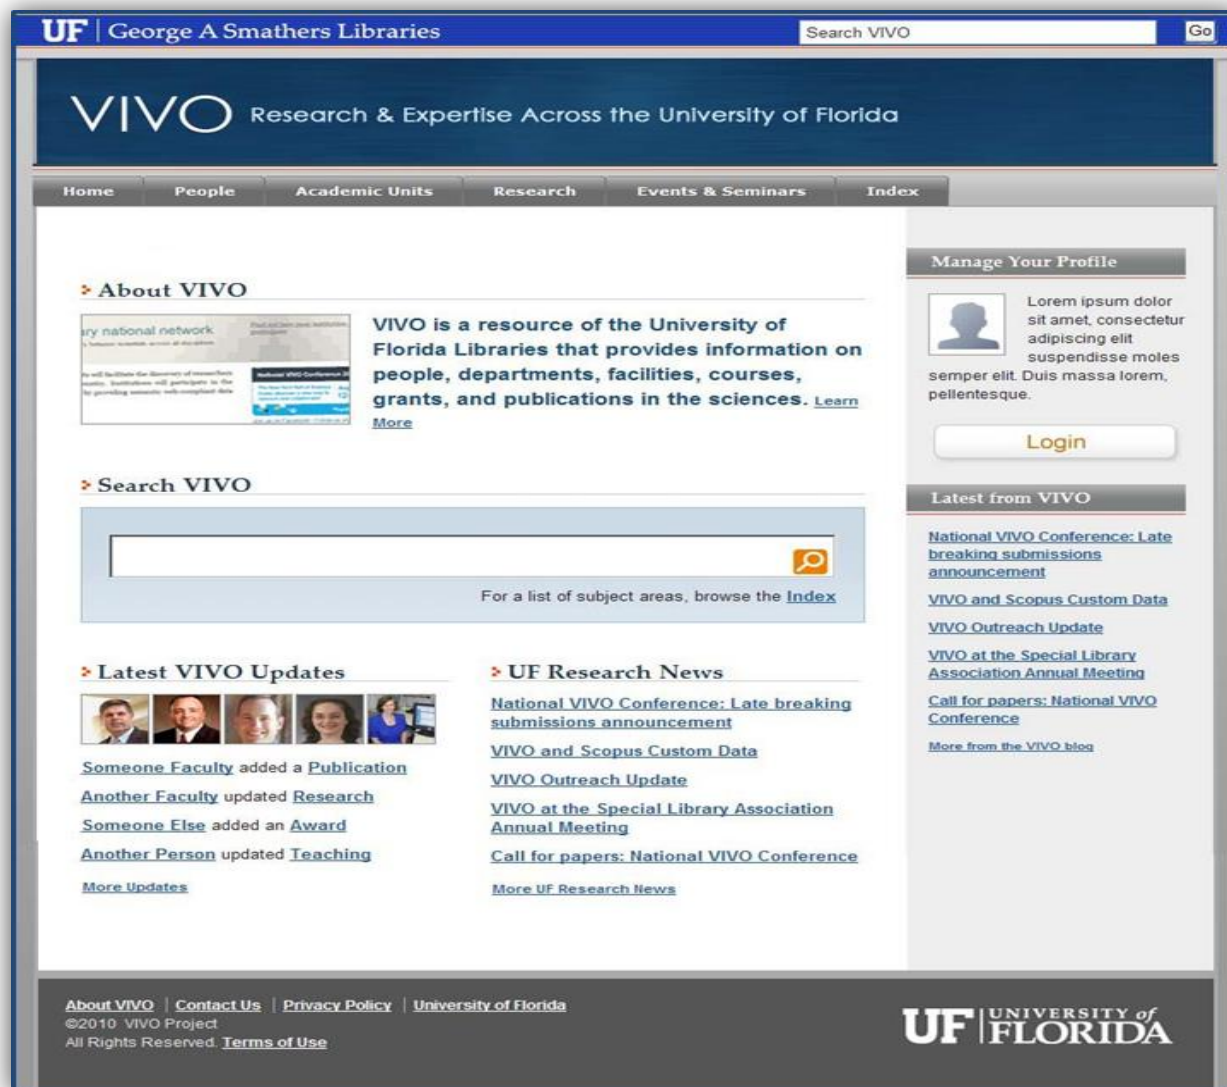 UF | George A Smathers Libraries
Search VIVO
Go
VIVO Research & Expertise Across the University of Florida
Home People Academic Units Research Events & Seminars Index
About VIVO
ry national network
National VIVO Conference 2
VIVO is a resource of the University of
Florida Libraries that provides information on
people, departments, facilities, courses,
grants, and publications in the sciences. Learn
More
Search VIVO
For a list of subject areas, browse the Index
Latest VIVO Updates
Someone Faculty added a Publication
Another Faculty updated Research
Someone Else added an Award
Another Person updated Teaching
More Updates
UF Research News
National VIVO Conference: Late breaking
submissions announcement
VIVO and Scopus Custom Data
VIVO Outreach Update
VIVO at the Special Library Association
Annual Meeting
Call for papers: National VIVO Conference
More UF Research News
Manage Your Profile
Lorem ipsum dolor
sit amet, consectetur
adipiscing elit
suspendisse moles
semper elit. Duis massa lorem,
pellentesque.
Login
Latest from VIVO
National VIVO Conference: Late
breaking submissions
announcement
VIVO and Scopus Custom Data
VIVO Outreach Update
VIVO at the Special Library
Association Annual Meeting
Call for papers: National VIVO
Conference
More from the VIVO blog
About VIVO | Contact Us | Privacy Policy | University of Florida
©2010 VIVO Project
All Rights Reserved. Terms of Use
UF | UNIVERSITY of
FLORIDA